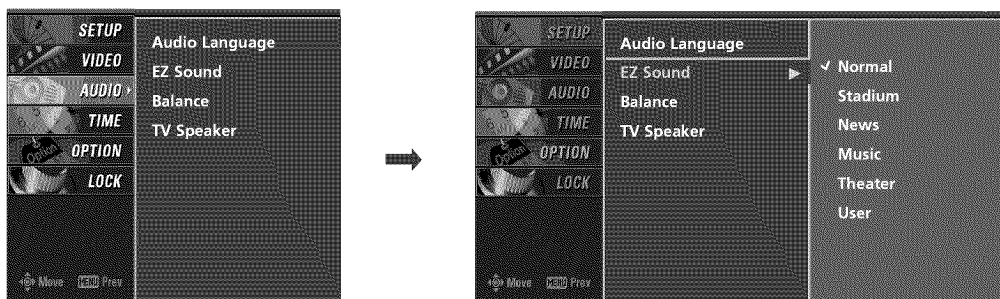 SETUP
VIDEO
AUDIO
TIME
OPTION
LOCK
Option
Move MENU Prev
Audio Language
EZ Sound
Balance
TV Speaker
SETUP
VIDEO
AUDIO
TIME
OPTION
LOCK
Option
Move MENU Prev
Audio Language
EZ Sound
Balance
TV Speaker
✓ Normal
Stadium
News
Music
Theater
User